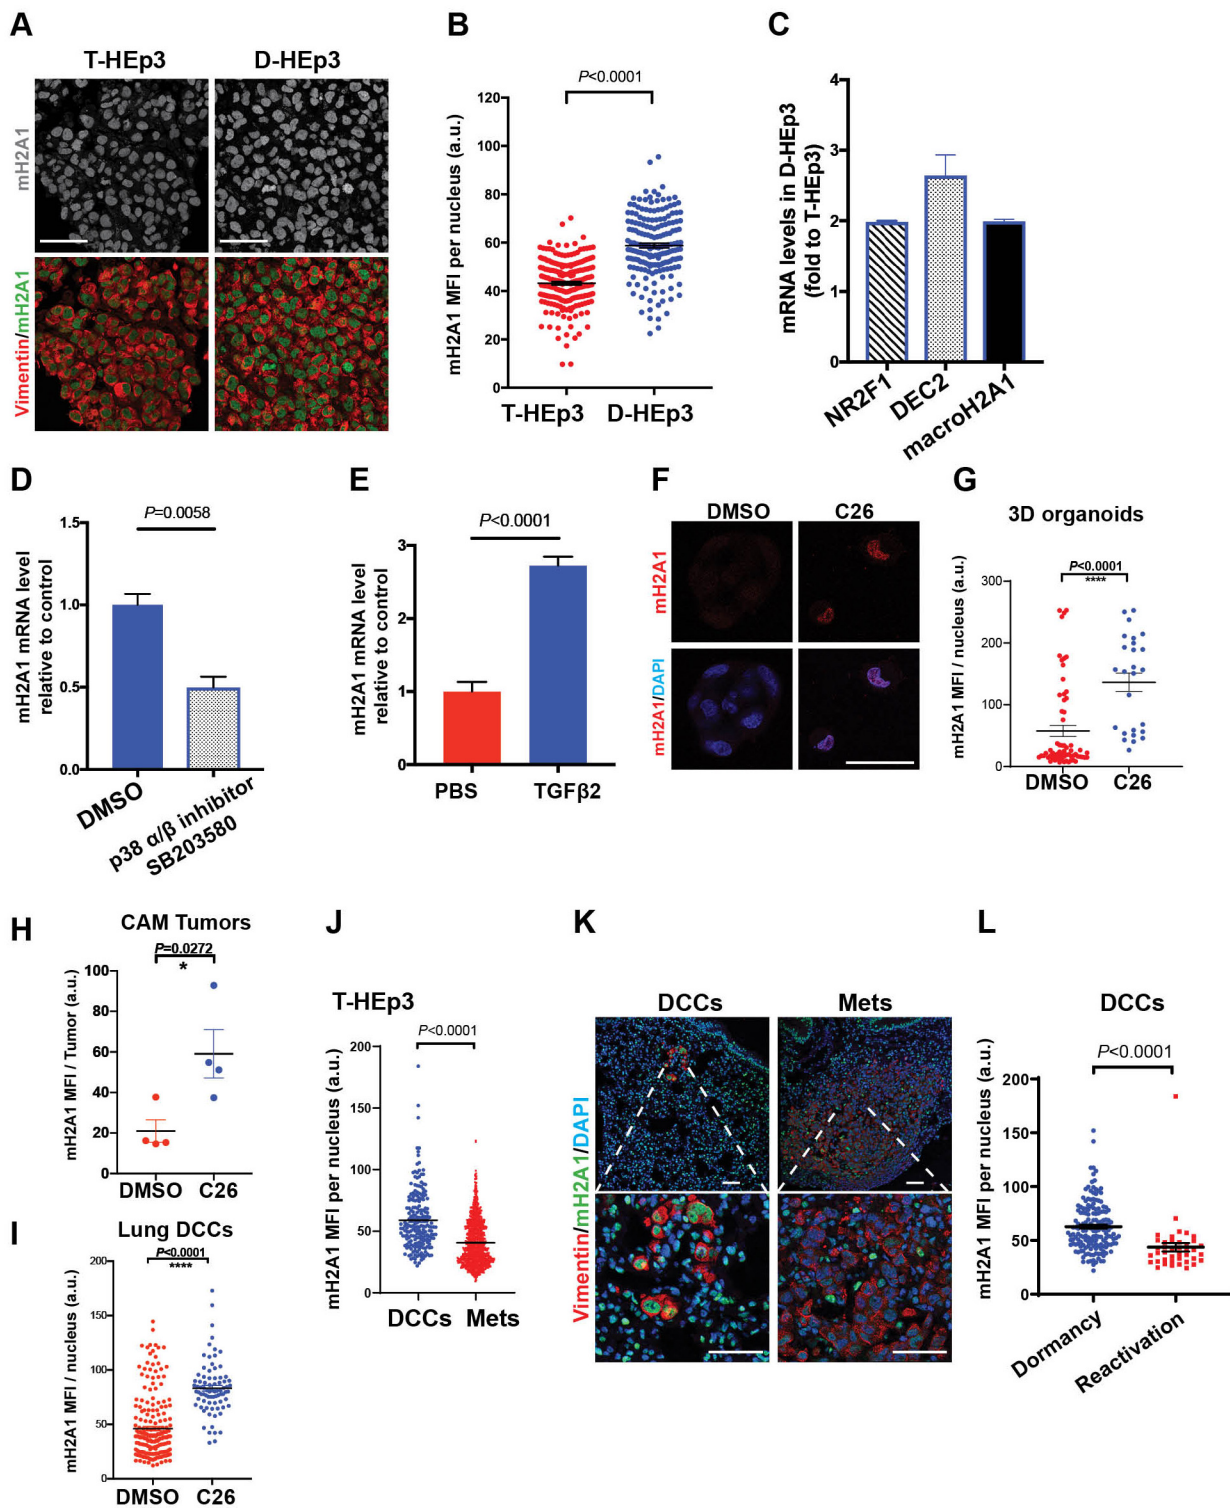 A
T-HEp3
D-HEp3
mH2A1
Vimentin/mH2A1
B
P<0.0001
mH2A1 MFI per nucleus (a.u.)
120
100
80
60
40
20
0
T-HEp3
D-HEp3
C
mRNA levels in D-HEp3
(fold to T-HEp3)
4
3
2
1
0
NR2F1
DEC2
macroH2A1
D
P=0.0058
mH2A1 mRNA level
relative to control
1.5
1.0
0.5
0.0
DMSO
p38 α/β inhibitor
SB203580
E
P<0.0001
mH2A1 mRNA level
relative to control
3
2
1
0
PBS
TGFβ2
F
DMSO
C26
mH2A1
mH2A1/DAPI
G
3D organoids
P<0.0001
****
mH2A1 MFI / nucleus (a.u.)
300
200
100
0
DMSO
C26
H
CAM Tumors
P=0.0272
*
mH2A1 MFI / Tumor (a.u.)
100
80
60
40
20
0
DMSO
C26
I
Lung DCCs
P<0.0001
****
mH2A1 MFI / nucleus (a.u.)
200
150
100
50
0
DMSO
C26
J
T-HEp3
P<0.0001
mH2A1 MFI per nucleus (a.u.)
200
150
100
50
0
DCCs
Mets
K
DCCs
Mets
Vimentin/mH2A1/DAPI
L
DCCs
P<0.0001
mH2A1 MFI per nucleus (a.u.)
200
150
100
50
0
Dormancy
Reactivation